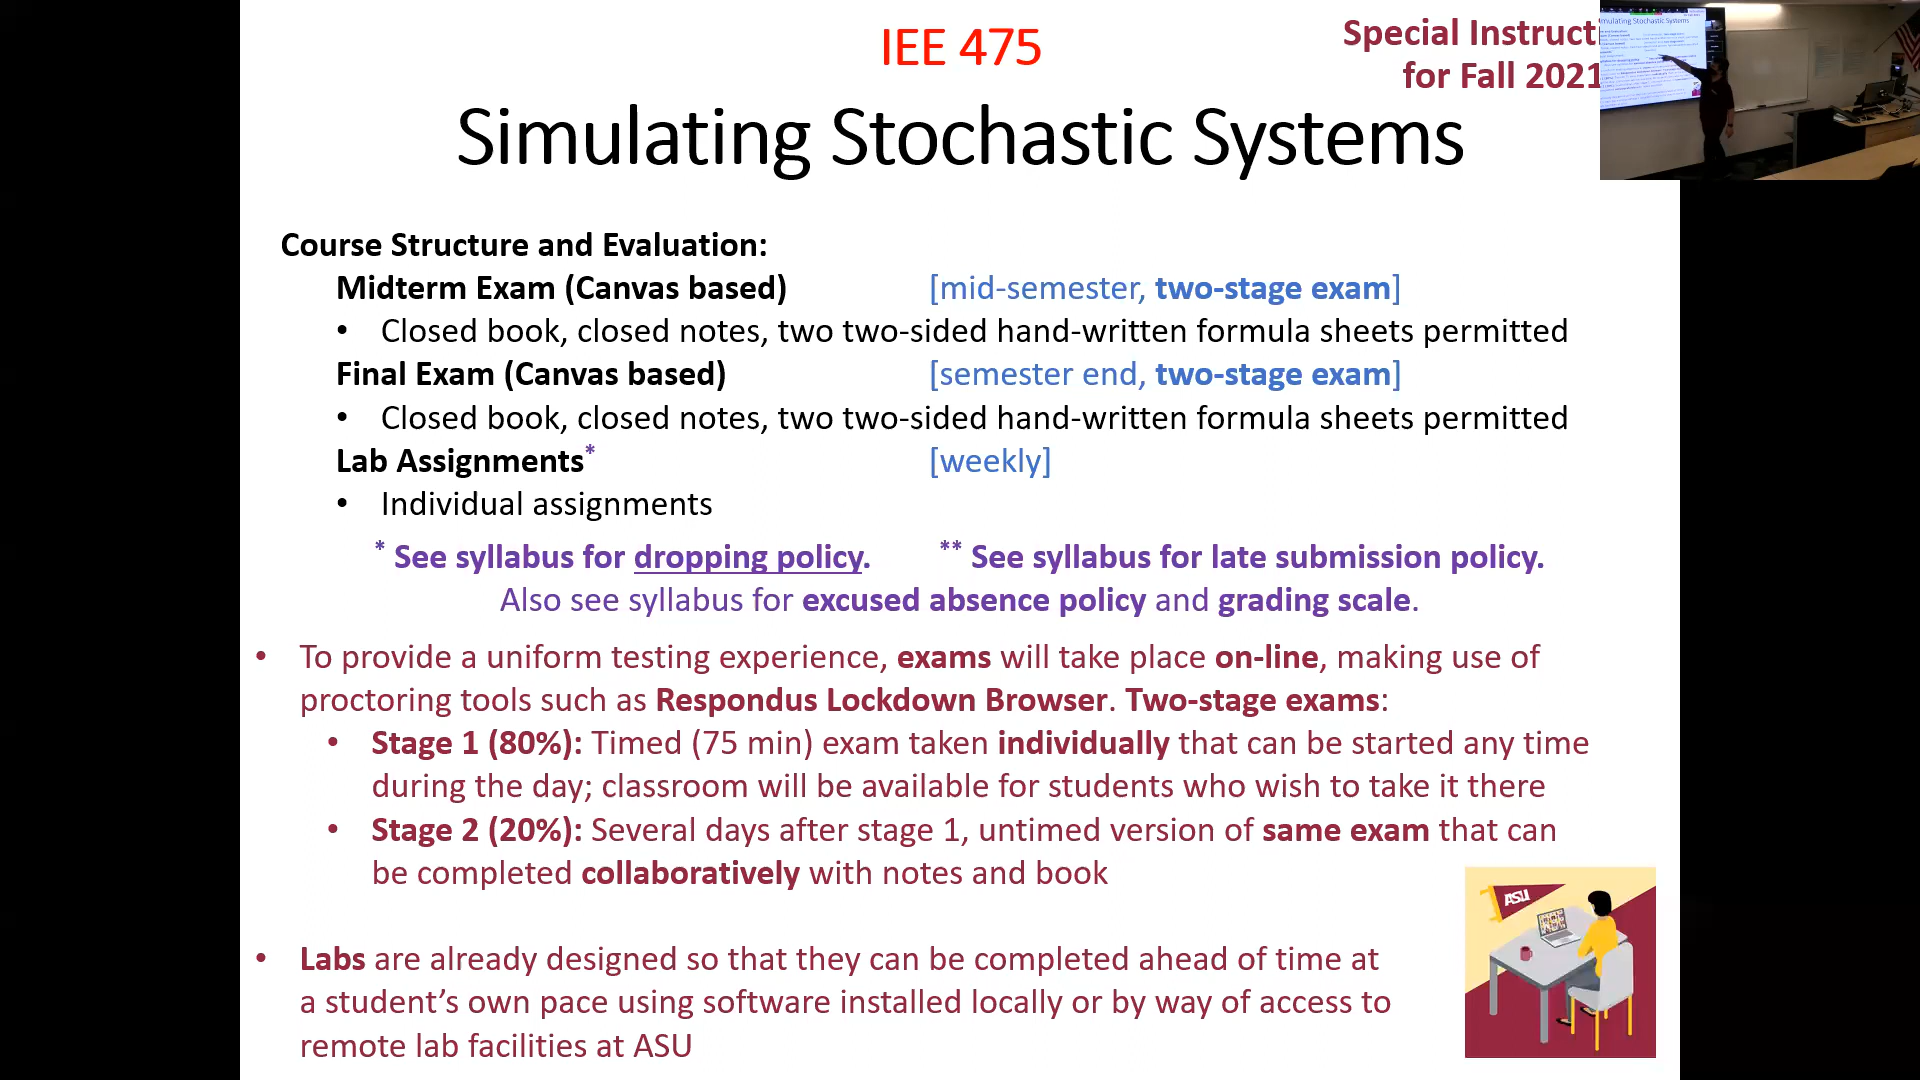 IEE 475
Special Instruct
for Fall 2021
Simulating Stochastic Systems
Course Structure and Evaluation:
Midterm Exam (Canvas based) [mid-semester, two-stage exam]
• Closed book, closed notes, two two-sided hand-written formula sheets permitted
Final Exam (Canvas based) [semester end, two-stage exam]
• Closed book, closed notes, two two-sided hand-written formula sheets permitted
Lab Assignments* [weekly]
• Individual assignments
* See syllabus for dropping policy. ** See syllabus for late submission policy.
Also see syllabus for excused absence policy and grading scale.
• To provide a uniform testing experience, exams will take place on-line, making use of
proctoring tools such as Respondus Lockdown Browser. Two-stage exams:
• Stage 1 (80%): Timed (75 min) exam taken individually that can be started any time
during the day; classroom will be available for students who wish to take it there
• Stage 2 (20%): Several days after stage 1, untimed version of same exam that can
be completed collaboratively with notes and book
ASU
• Labs are already designed so that they can be completed ahead of time at
a student's own pace using software installed locally or by way of access to
remote lab facilities at ASU